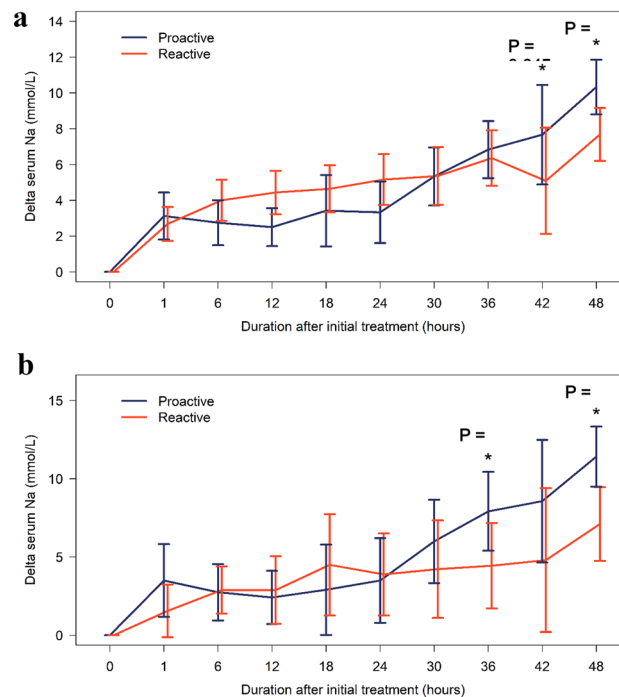 a
14
12
10
8
6
4
2
0
Delta serum Na (mmol/L)
Proactive
Reactive
P =
*
P =
*
0 1 6 12 18 24 30 36 42 48
Duration after initial treatment (hours)
b
15
10
5
0
Delta serum Na (mmol/L)
Proactive
Reactive
P =
*
P =
*
0 1 6 12 18 24 30 36 42 48
Duration after initial treatment (hours)